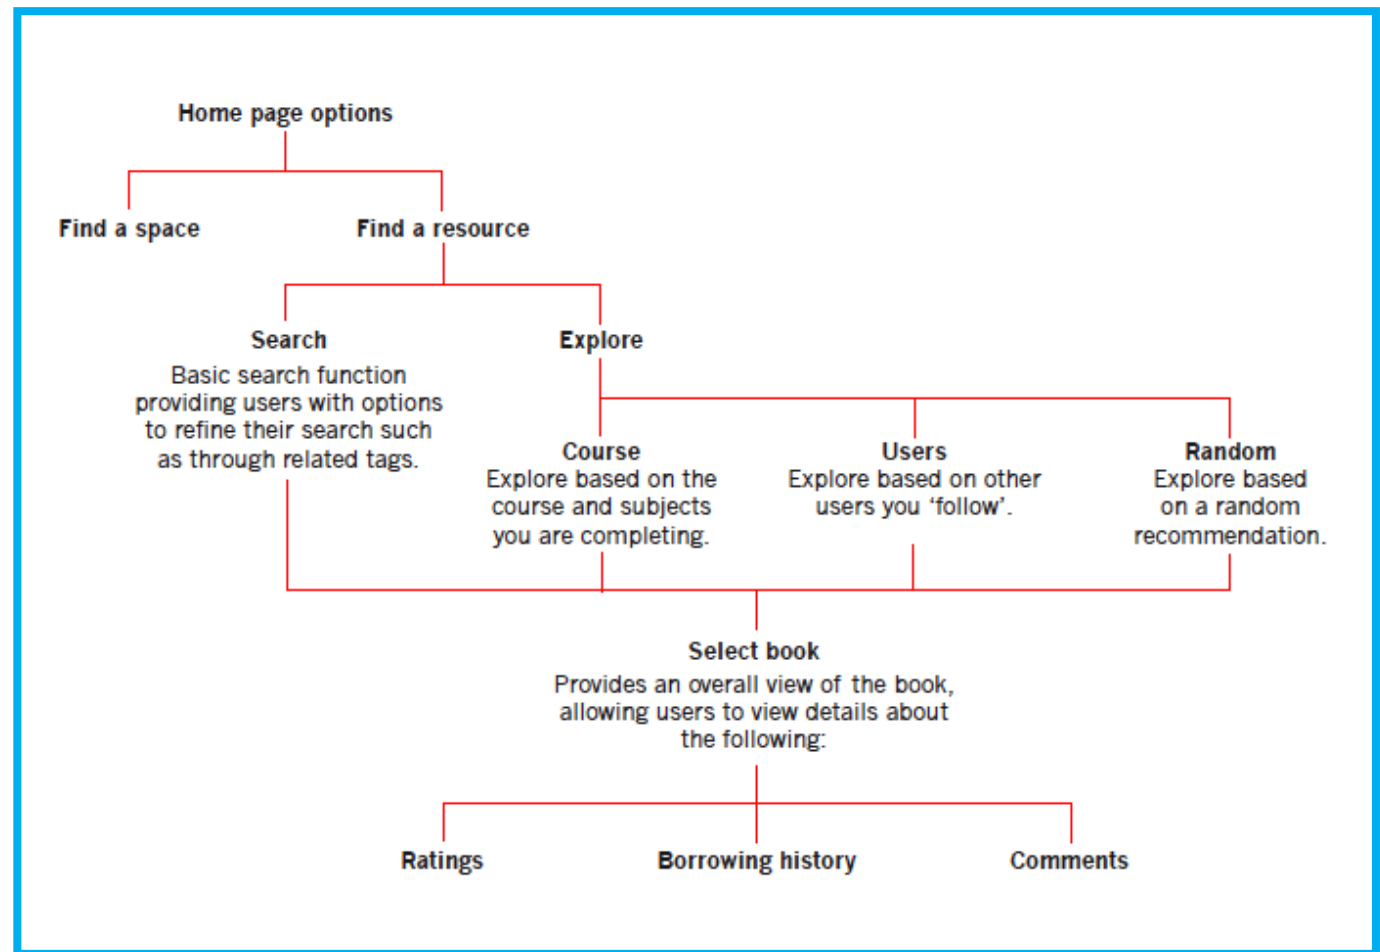 Home page options
Find a space
Find a resource
Search
Basic search function
providing users with options
to refine their search such
as through related tags.
Explore
Course
Explore based on the
course and subjects
you are completing.
Users
Explore based on other
users you ‘follow’.
Random
Explore based
on a random
recommendation.
Select book
Provides an overall view of the book,
allowing users to view details about
the following:
Ratings
Borrowing history
Comments